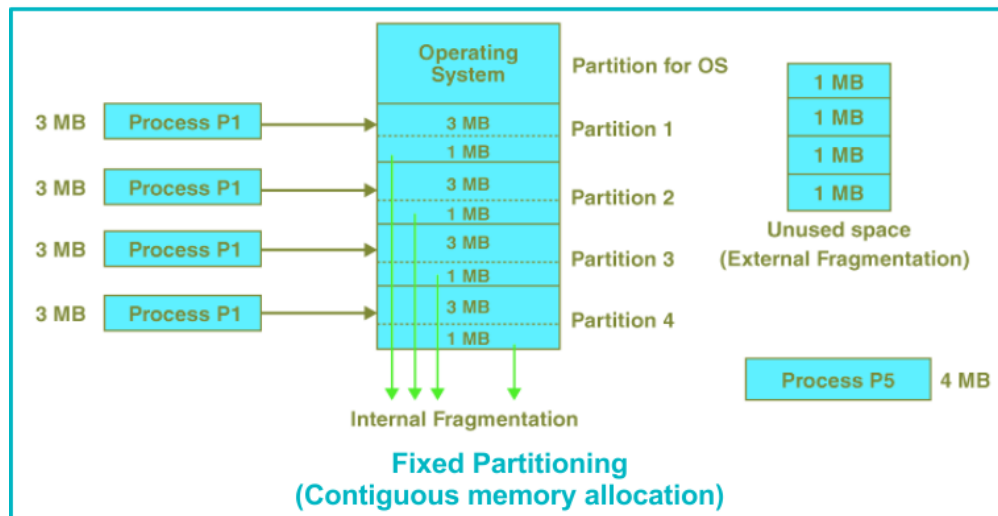 Operating
System
Partition for OS
1 MB
1 MB
1 MB
1 MB
Unused space
(External Fragmentation)
3 MB
Process P1
3 MB
1 MB
Partition 1
3 MB
Process P1
3 MB
1 MB
Partition 2
3 MB
Process P1
3 MB
1 MB
Partition 3
3 MB
Process P1
3 MB
1 MB
Partition 4
Process P5
4 MB
Internal Fragmentation
Fixed Partitioning
(Contiguous memory allocation)